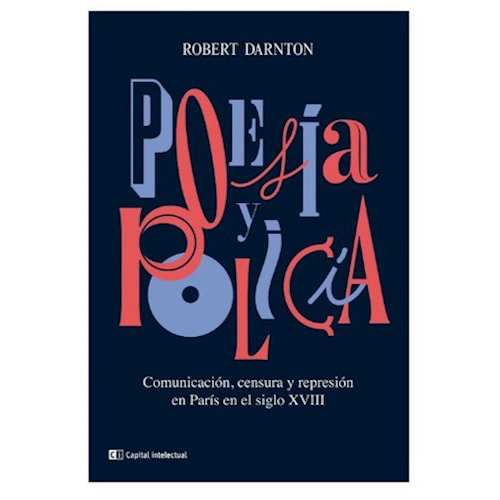 ROBERT DARNTON
POESía
y
POLiCíA
Comunicación, censura y represión
en París en el siglo XVIII
Ci Capital intelectual